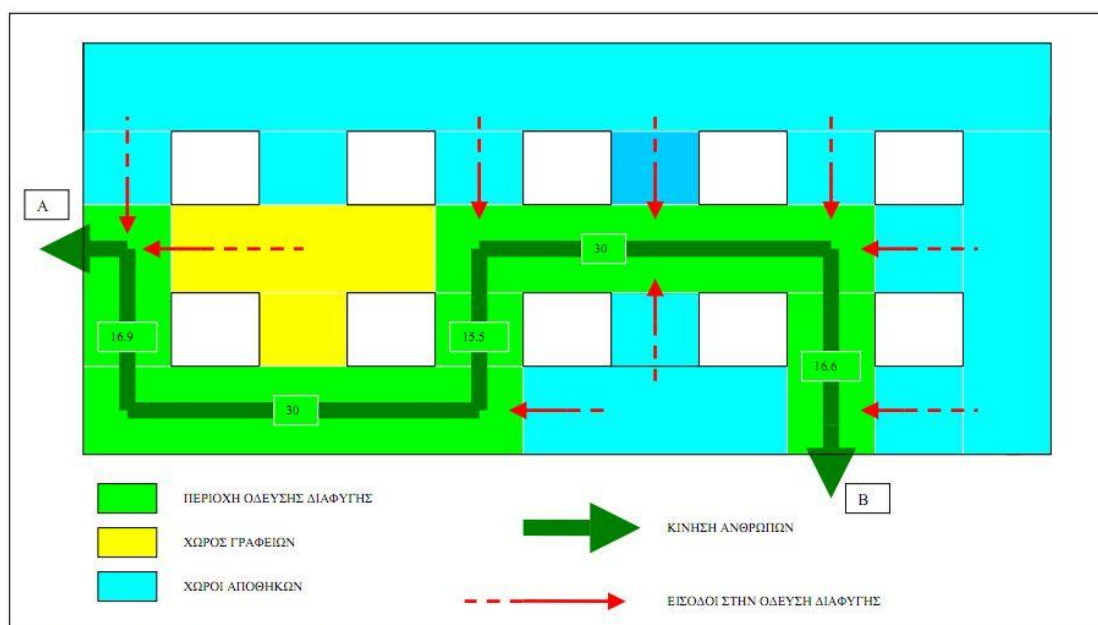 A
30
16.9
15.5
16.6
30
B
ΠΕΡΙΟΧΗ ΟΔΕΥΣΗΣ ΔΙΑΦΥΓΗΣ
ΚΙΝΗΣΗ ΑΝΘΡΩΠΩΝ
ΧΩΡΟΣ ΓΡΑΦΕΙΩΝ
ΧΩΡΟΙ ΑΠΟΘΗΚΩΝ
ΕΙΣΟΔΟΙ ΣΤΗΝ ΟΔΕΥΣΗ ΔΙΑΦΥΓΗΣ